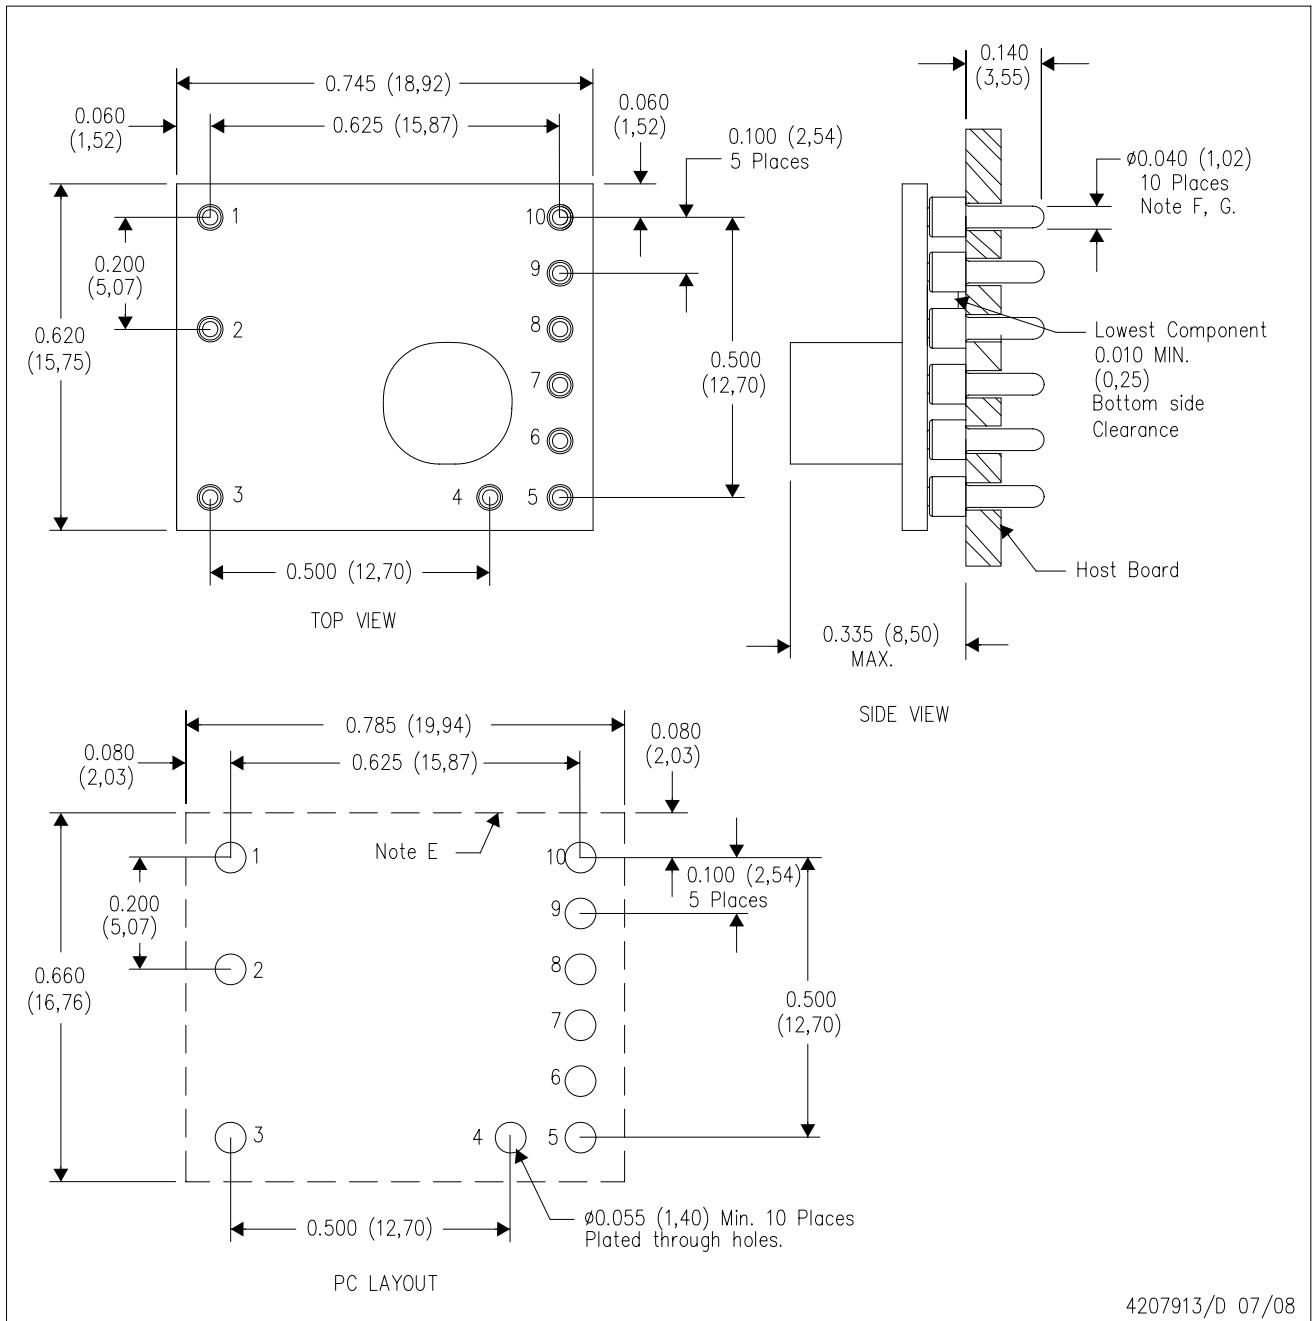 0.745 (18,92)
0.060
(1,52)
0.625 (15,87)
0.060
(1,52)
0.100 (2,54)
5 Places
1
10
0.200
(5,07)
9
2
8
0.620
(15,75)
0.500
(12,70)
7
6
3
4
5
0.500 (12,70)
TOP VIEW
0.140
(3,55)
ø0.040 (1,02)
10 Places
Note F, G.
Lowest Component
0.010 MIN.
(0,25)
Bottom side
Clearance
Host Board
0.335 (8,50)
MAX.
SIDE VIEW
0.785 (19,94)
0.080
(2,03)
0.625 (15,87)
0.080
(2,03)
Note E
1
10
0.100 (2,54)
5 Places
0.200
(5,07)
9
2
8
0.660
(16,76)
0.500
(12,70)
7
6
3
4
5
0.500 (12,70)
ø0.055 (1,40) Min. 10 Places
Plated through holes.
PC LAYOUT
4207913/D 07/08